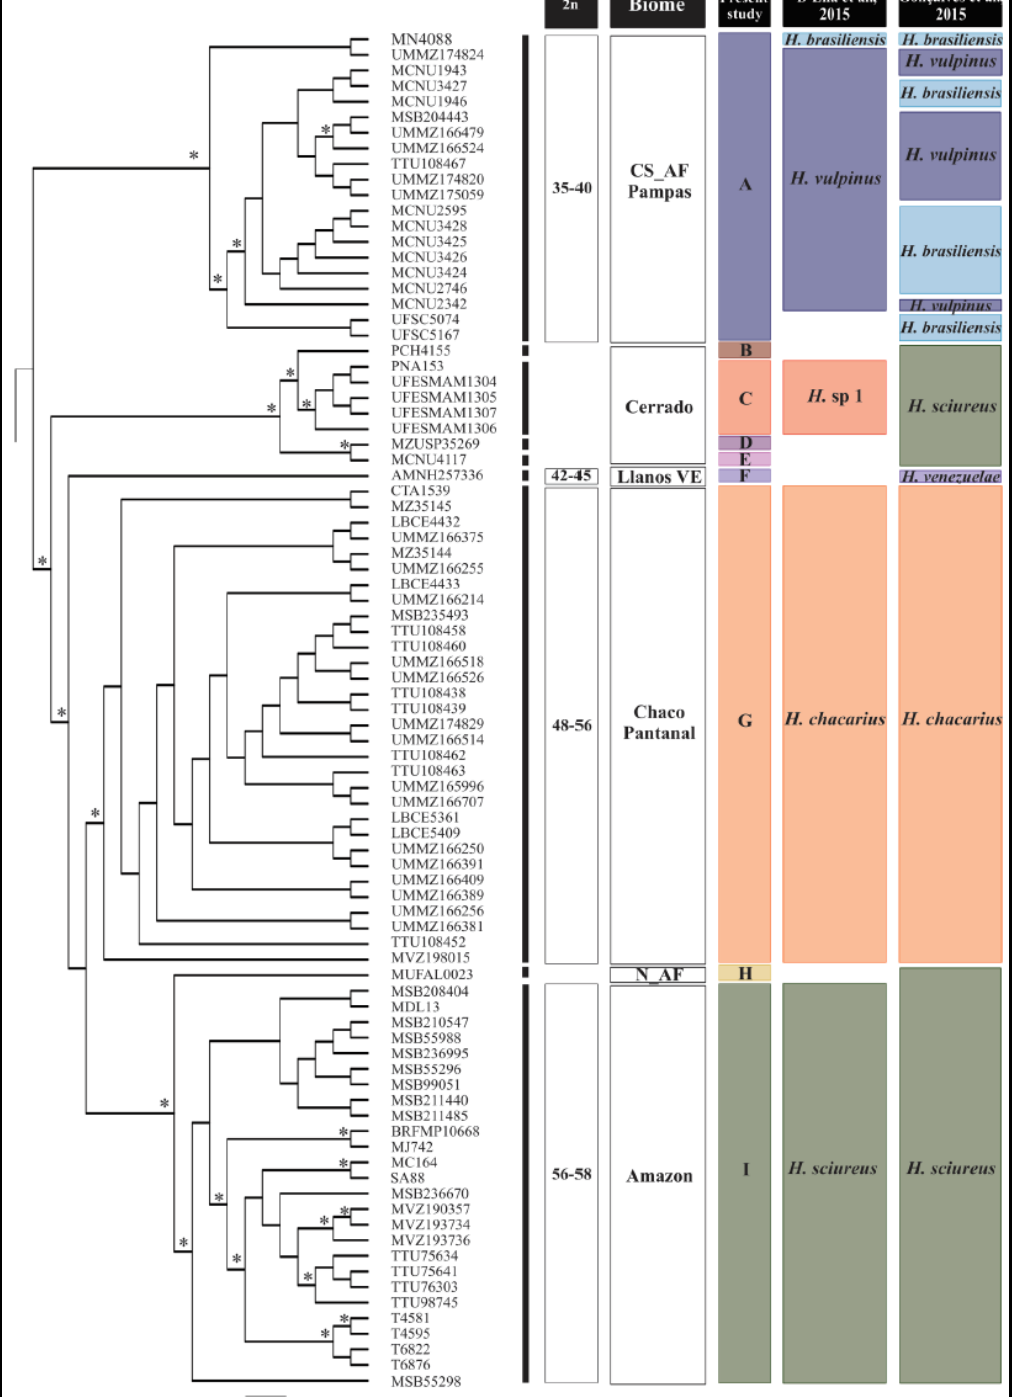 2n
Biome
Present
study
D'Elía et al.,
2015
Gonçalves et al.
2015
MN4088
UMMZ174824
MCNU1943
MCNU3427
MCNU1946
MSB204443
UMMZ166479
UMMZ166524
TTU108467
UMMZ174820
UMMZ175059
MCNU2595
MCNU3428
MCNU3425
MCNU3426
MCNU3424
MCNU2746
MCNU2342
UFSC5074
UFSC5167
PCH4155
PNA153
UFESMAM1304
UFESMAM1305
UFESMAM1307
UFESMAM1306
MZUSP35269
MCNU4117
AMNH257336
CTA1539
MZ35145
LBCE4432
UMMZ166375
MZ35144
UMMZ166255
LBCE4433
UMMZ166214
MSB235493
TTU108458
TTU108460
UMMZ166518
UMMZ166526
TTU108438
TTU108439
UMMZ174829
UMMZ166514
TTU108462
TTU108463
UMMZ165996
UMMZ166707
LBCE5361
LBCE5409
UMMZ166250
UMMZ166391
UMMZ166409
UMMZ166389
UMMZ166256
UMMZ166381
TTU108452
MVZ198015
MUFAL0023
MSB208404
MDL13
MSB210547
MSB55988
MSB236995
MSB55296
MSB99051
MSB211440
MSB211485
BRFMP10668
MJ742
MC164
SA88
MSB236670
MVZ190357
MVZ193734
MVZ193736
TTU75634
TTU75641
TTU76303
TTU98745
T4581
T4595
T6822
T6876
MSB55298
35-40
42-45
48-56
56-58
CS_AF
Pampas
Cerrado
Llanos VE
Chaco
Pantanal
N_AF
Amazon
A
B
C
D
E
F
G
H
I
H. brasiliensis
H. vulpinus
H. sp 1
H. chacarius
H. sciureus
H. brasiliensis
H. vulpinus
H. brasiliensis
H. vulpinus
H. brasiliensis
H. vulpinus
H. brasiliensis
H. sciureus
H. venezuelae
H. chacarius
H. sciureus